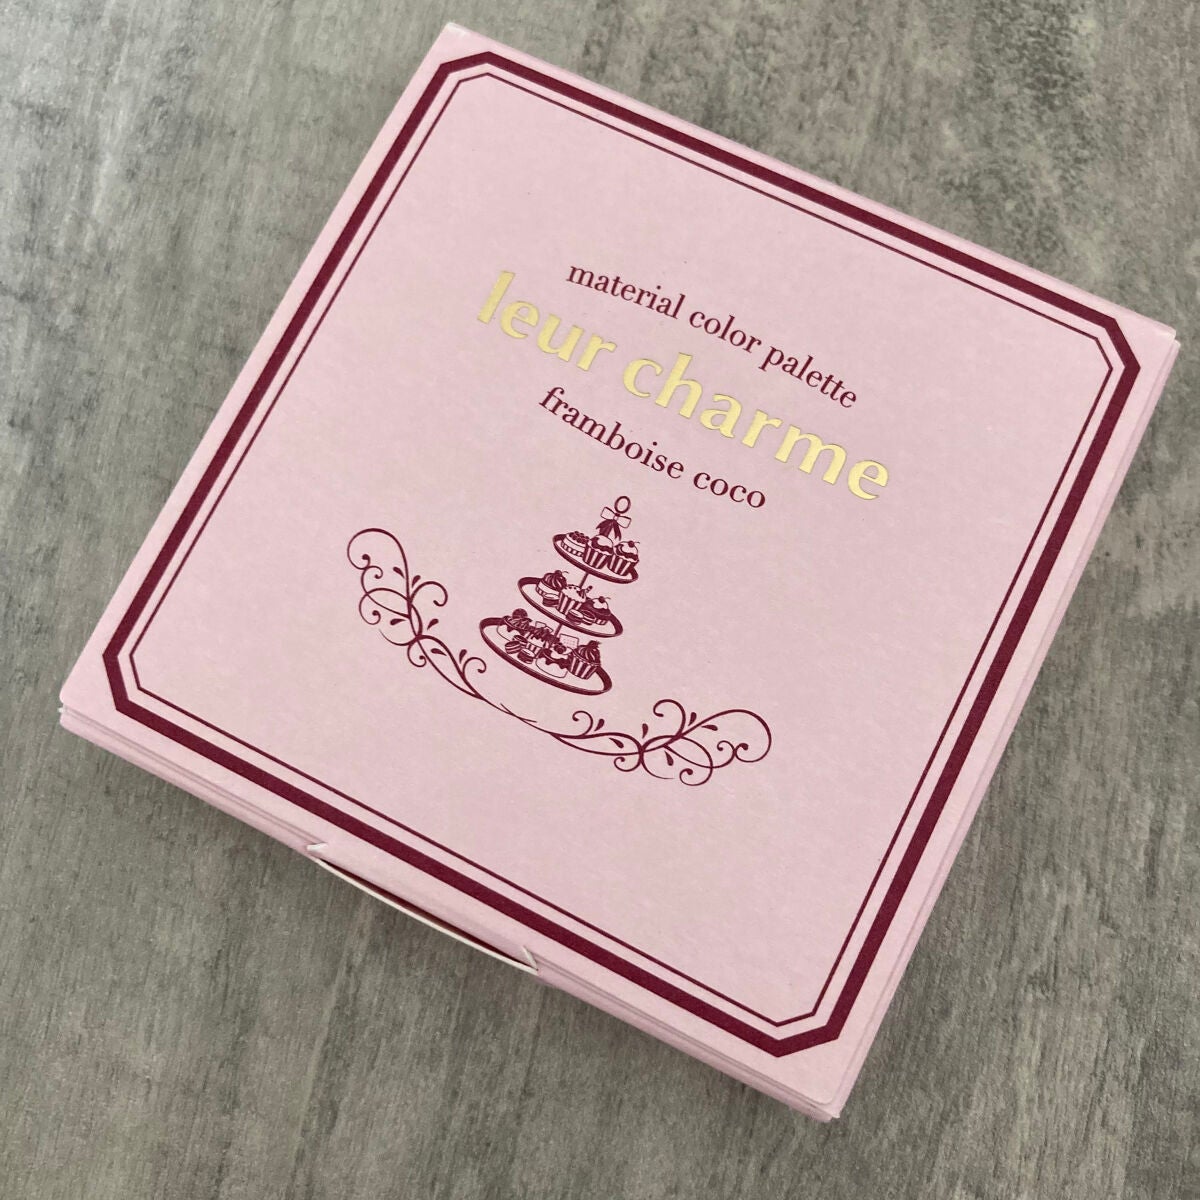 material color palette
leur charme
framboise coco